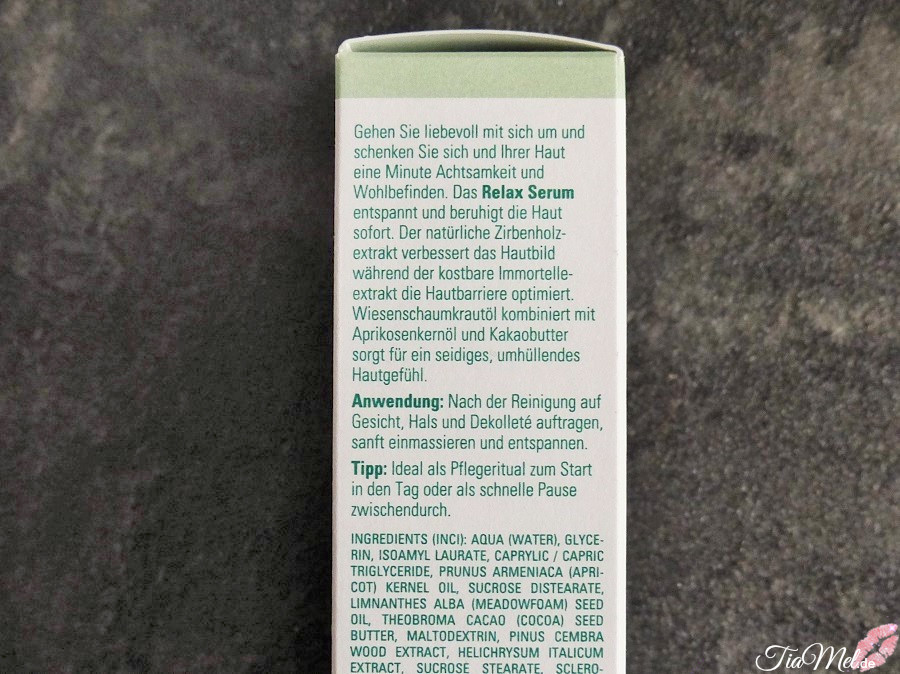 Gehen Sie liebevoll mit sich um und
schenken Sie sich und Ihrer Haut
eine Minute Achtsamkeit und
Wohlbefinden. Das Relax Serum
entspannt und beruhigt die Haut
sofort. Der natürliche Zirbenholz-
extrakt verbessert das Hautbild
während der kostbare Immortelle-
extrakt die Hautbarriere optimiert.
Wiesenschaumkrautöl kombiniert mit
Aprikosenkernöl und Kakaobutter
sorgt für ein seidiges, umhüllendes
Hautgefühl.
Anwendung: Nach der Reinigung auf
Gesicht, Hals und Dekolleté auftragen,
sanft einmassieren und entspannen.
Tipp: Ideal als Pflegeritual zum Start
in den Tag oder als schnelle Pause
zwischendurch.
INGREDIENTS (INCI): AQUA (WATER), GLYCE-
RIN, ISOAMYL LAURATE, CAPRYLIC / CAPRIC
TRIGLYCERIDE, PRUNUS ARMENIACA (APRI-
COT) KERNEL OIL, SUCROSE DISTEARATE,
LIMNANTHES ALBA (MEADOWFOAM) SEED
OIL, THEOBROMA CACAO (COCOA) SEED
BUTTER, MALTODEXTRIN, PINUS CEMBRA
WOOD EXTRACT, HELICHRYSUM ITALICUM
EXTRACT, SUCROSE STEARATE, SCLERO-
TiaMel.de